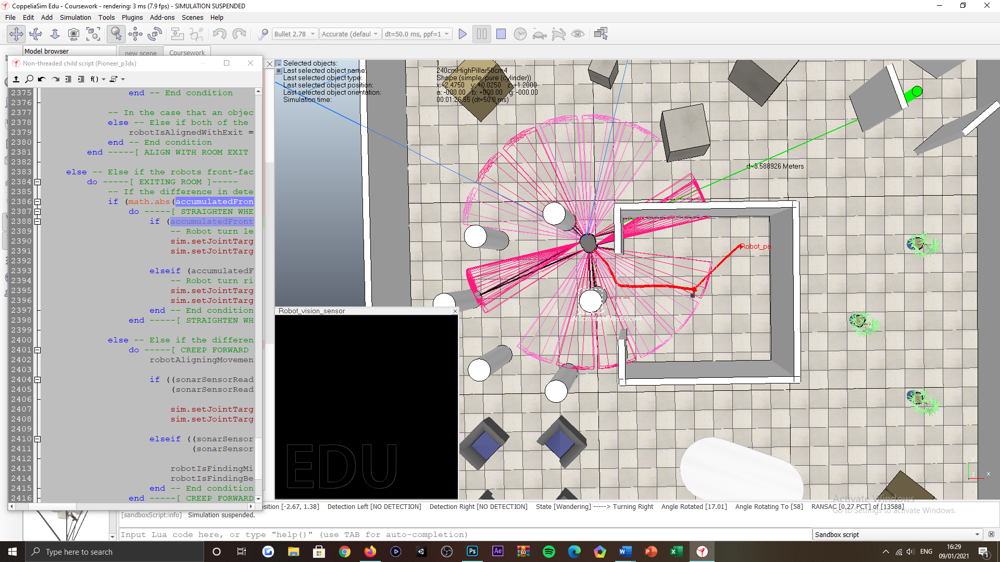 CoppeliaSim Edu - Coursework - rendering: 3 ms (7.9 fps) - SIMULATION SUSPENDED
File Edit Add Simulation Tools Plugins Add-ons Scenes Help
Bullet 2.78 Accurate (defaul dt=50.0 ms, ppf=1
Model browser
new scene Coursework
Non-threaded child script (Pioneer_p3dx)
f()
Selected objects: 1
Last selected object name: 240cmHighPillar50cm4
Last selected object type: Shape (simple, pure (cylinder))
Last selected object position: x: -2.4750 y: +0.0250 z: +1.2000
Last selected object orientation: a: -000.00 b: +000.00 g: -000.00
Simulation time: 00:01:26.55 (dt=50.0 ms)
2375 end -- End condition
2376
2377 -- In the case that an objec
2378 else -- Else if both of the
2379 robotIsAlignedWithExit =
2380 end -- End condition
2381 end -----[ ALIGN WITH ROOM EXIT
2382
2383 else -- Else if the robots front-fac
2384 do -----[ EXITING ROOM ]-----
2385 -- If the difference in dete
2386 if (math.abs(accumulatedFron
2387 do -----[ STRAIGHTEN WHE
2388 if (accumulatedFront
2389 -- Robot turn le
2390 sim.setJointTarg
2391 sim.setJointTarg
2392
2393 elseif (accumulatedF
2394 -- Robot turn ri
2395 sim.setJointTarg
2396 sim.setJointTarg
2397 end -- End condition
2398 end -----[ STRAIGHTEN WH
2399
2400 else -- Else if the differen
2401 do -----[ CREEP FORWARD
2402 robotAligningMovemen
2403
2404 if ((sonarSensorRead
2405 (sonarSensorRead
2406
2407 sim.setJointTarg
2408 sim.setJointTarg
2409
2410 elseif ((sonarSensor
2411 (sonarSensor
2412
2413 robotIsFindingMi
2414 robotIsFindingBe
2415 end -- End condition
2416 end -----[ CREEP FORWARD
d=8.588926 Meters
Robot_pa
240cmHighPillar50cm4
Robot_vision_sensor
EDU
y
z x
osition [-2.67, 1.38] Detection Left [NO DETECTION] Detection Right [NO DETECTION] State [Wandering] -----> Turning Right Angle Rotated [17.01] Angle Rotating To [58] RANSAC [0.27 PCT] of [13588]
Activate Windows
Go to Settings to activate Windows.
[sandboxScript:info] Simulation suspended.
Input Lua code here, or type "help()" (use TAB for auto-completion)
Sandbox script
Type here to search
Ps
Ae
ENG
16:29
09/01/2021
1